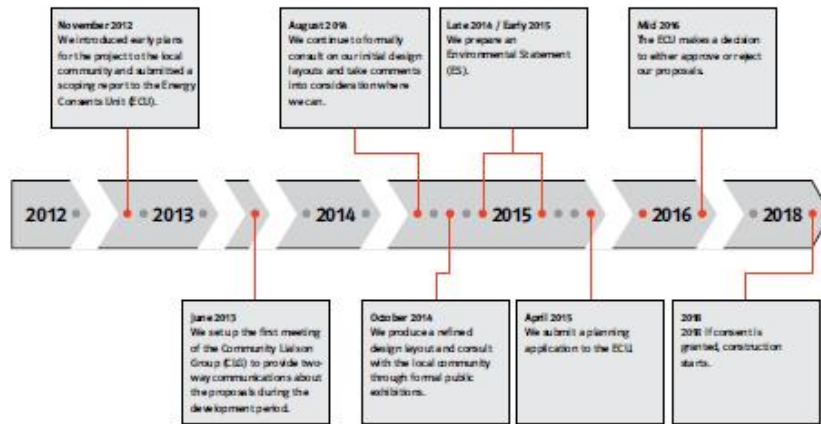 November 2012
We introduced early plans
for the project to the local
community and submitted a
scoping report to the Energy
Consents Unit (ECU).
August 2014
We continue to formally
consult on our initial design
layouts and take comments
into consideration where
we can.
Late 2014 / Early 2015
We prepare an
Environmental Statement
(ES).
Mid 2016
The ECU makes a decision
to either approve or reject
our proposals.
2012
2013
2014
2015
2016
2018
June 2013
We set up the first meeting
of the Community Liaison
Group (CLG) to provide two-
way communications about
the proposals during the
development period.
October 2014
We produce a refined
design layout and consult
with the local community
through formal public
exhibitions.
April 2015
We submit a planning
application to the ECU.
2018
2018 if consent is
granted, construction
starts.